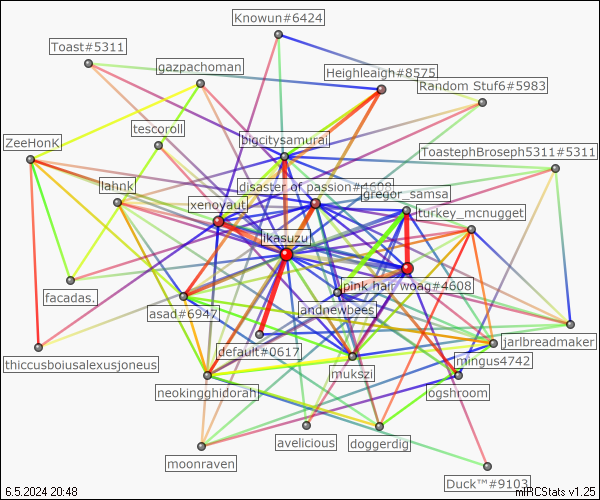 Knowun#6424
Toast#5311
gazpachoman
Heighleaigh#8575
Random Stuf6#5983
tescoroll
bigcitysamurai
ZeeHonK
ToastephBroseph5311#5311
lahnk
disaster of passion#4608
gregor_samsa
xenoyaut
turkey_mcnugget
ikasuzu
facadas.
pink hair woag#4608
asad#6947
andnewbees
thiccusboiusalexusjoneus
default#0617
jarlbreadmaker
mukszi
mingus4742
neokingghidorah
ogshroom
avelicious
doggerdig
moonraven
Duck™#9103
6.5.2024 20:48
mIRCStats v1.25